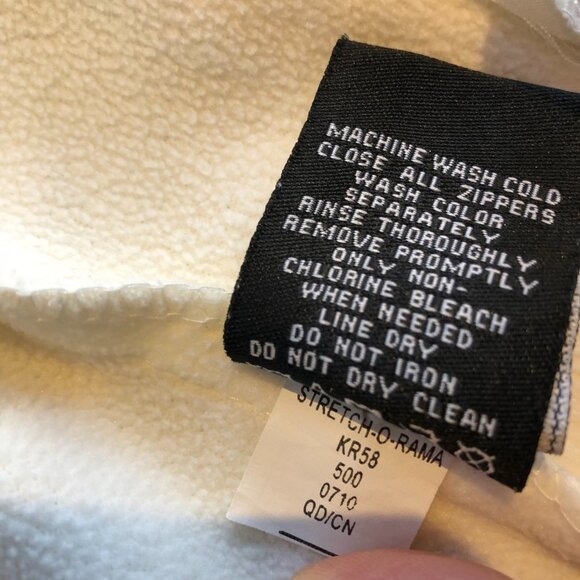 MACHINE WASH COLD
CLOSE ALL ZIPPERS
WASH COLOR
SEPARATELY
RINSE THOROUGHLY
REMOVE PROMPTLY
ONLY NON-
CHLORINE BLEACH
WHEN NEEDED
LINE DRY
DO NOT IRON
DO NOT DRY CLEAN
STRETCH-O-RAMA
KR58
500
0710
QD/CN